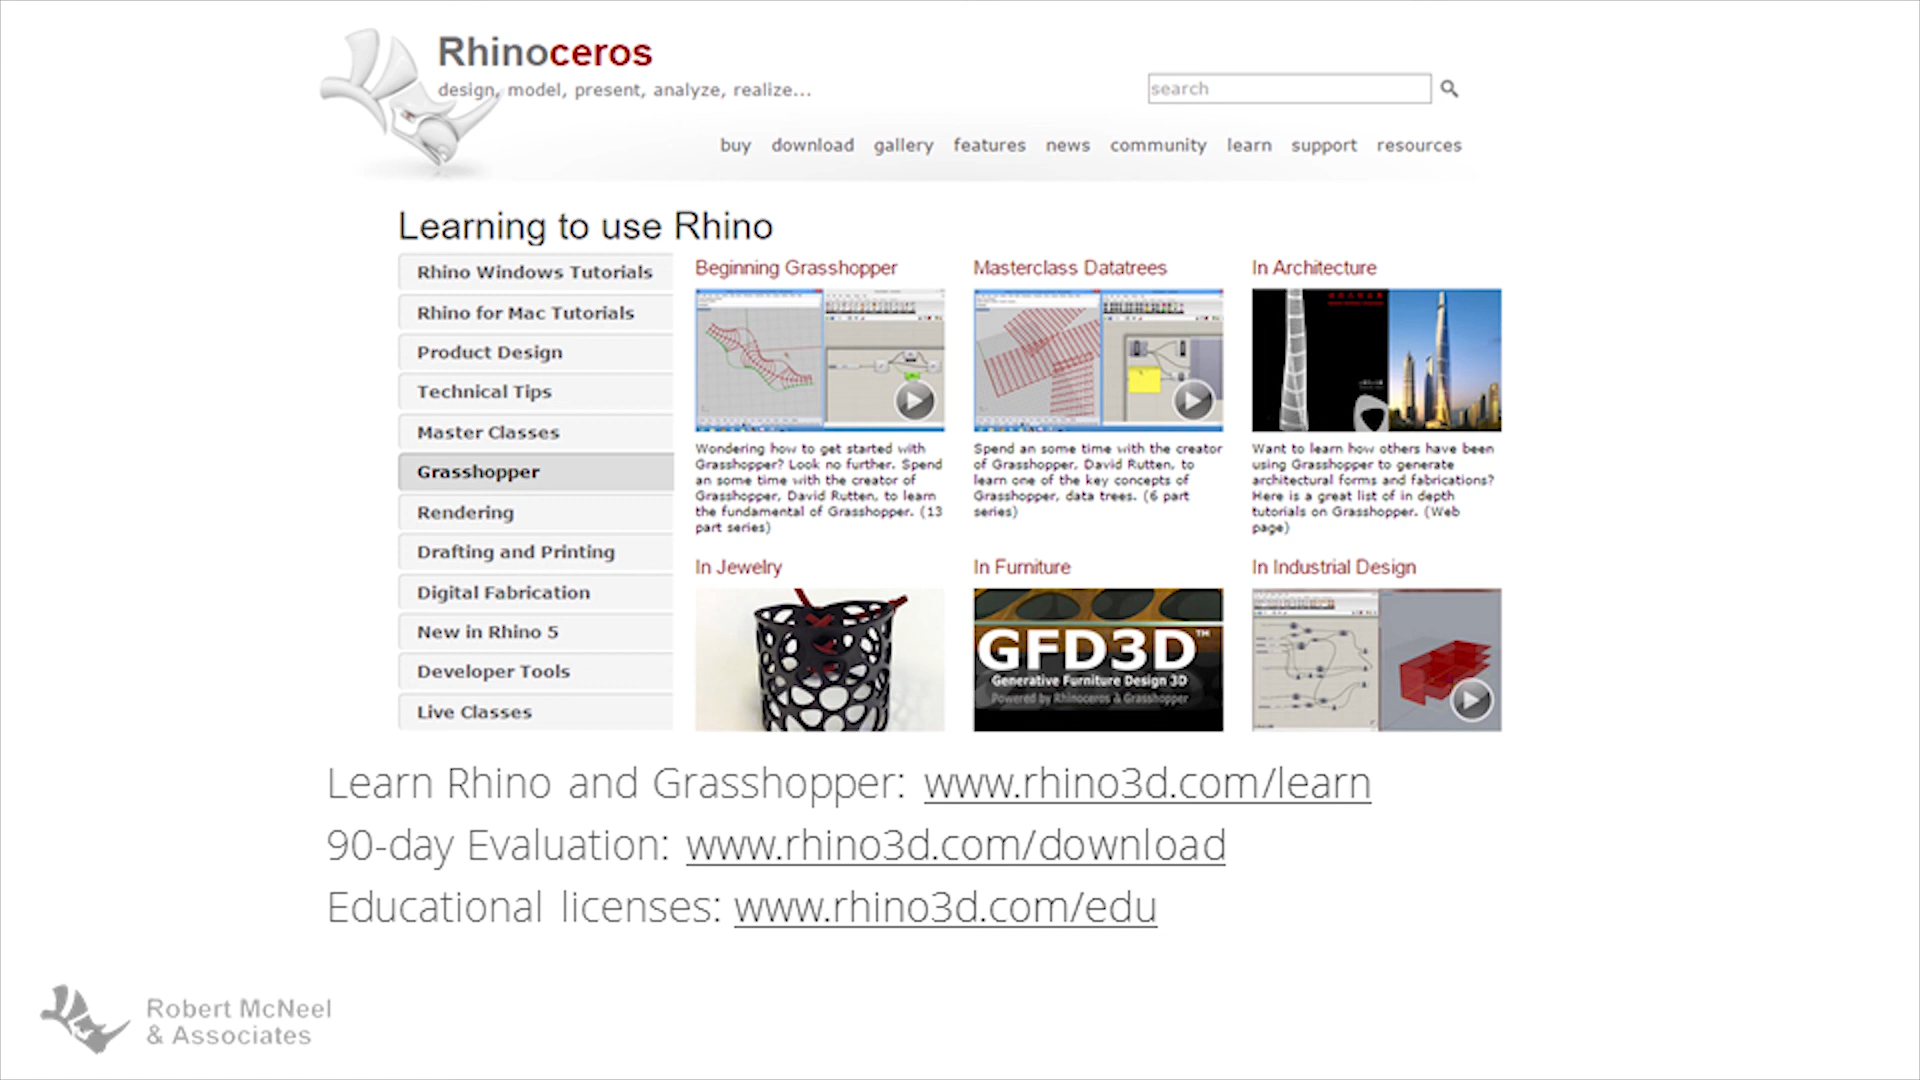 Rhinoceros
design, model, present, analyze, realize...
search
buy download gallery features news community learn support resources
Learning to use Rhino
Rhino Windows Tutorials
Rhino for Mac Tutorials
Product Design
Technical Tips
Master Classes
Grasshopper
Rendering
Drafting and Printing
Digital Fabrication
New in Rhino 5
Developer Tools
Live Classes
Beginning Grasshopper
Wondering how to get started with
Grasshopper? Look no further. Spend
an some time with the creator of
Grasshopper, David Rutten, to learn
the fundamental of Grasshopper. (13
part series)
Masterclass Datatrees
Spend an some time with the creator
of Grasshopper, David Rutten, to
learn one of the key concepts of
Grasshopper, data trees. (6 part
series)
In Architecture
Want to learn how others have been
using Grasshopper to generate
architectural forms and fabrications?
Here is a great list of in depth
tutorials on Grasshopper. (Web
page)
In Jewelry
In Furniture
GFD3D™
Generative Furniture Design 3D
Powered by Rhinoceros & Grasshopper
In Industrial Design
Learn Rhino and Grasshopper: www.rhino3d.com/learn
90-day Evaluation: www.rhino3d.com/download
Educational licenses: www.rhino3d.com/edu
Robert McNeel
& Associates